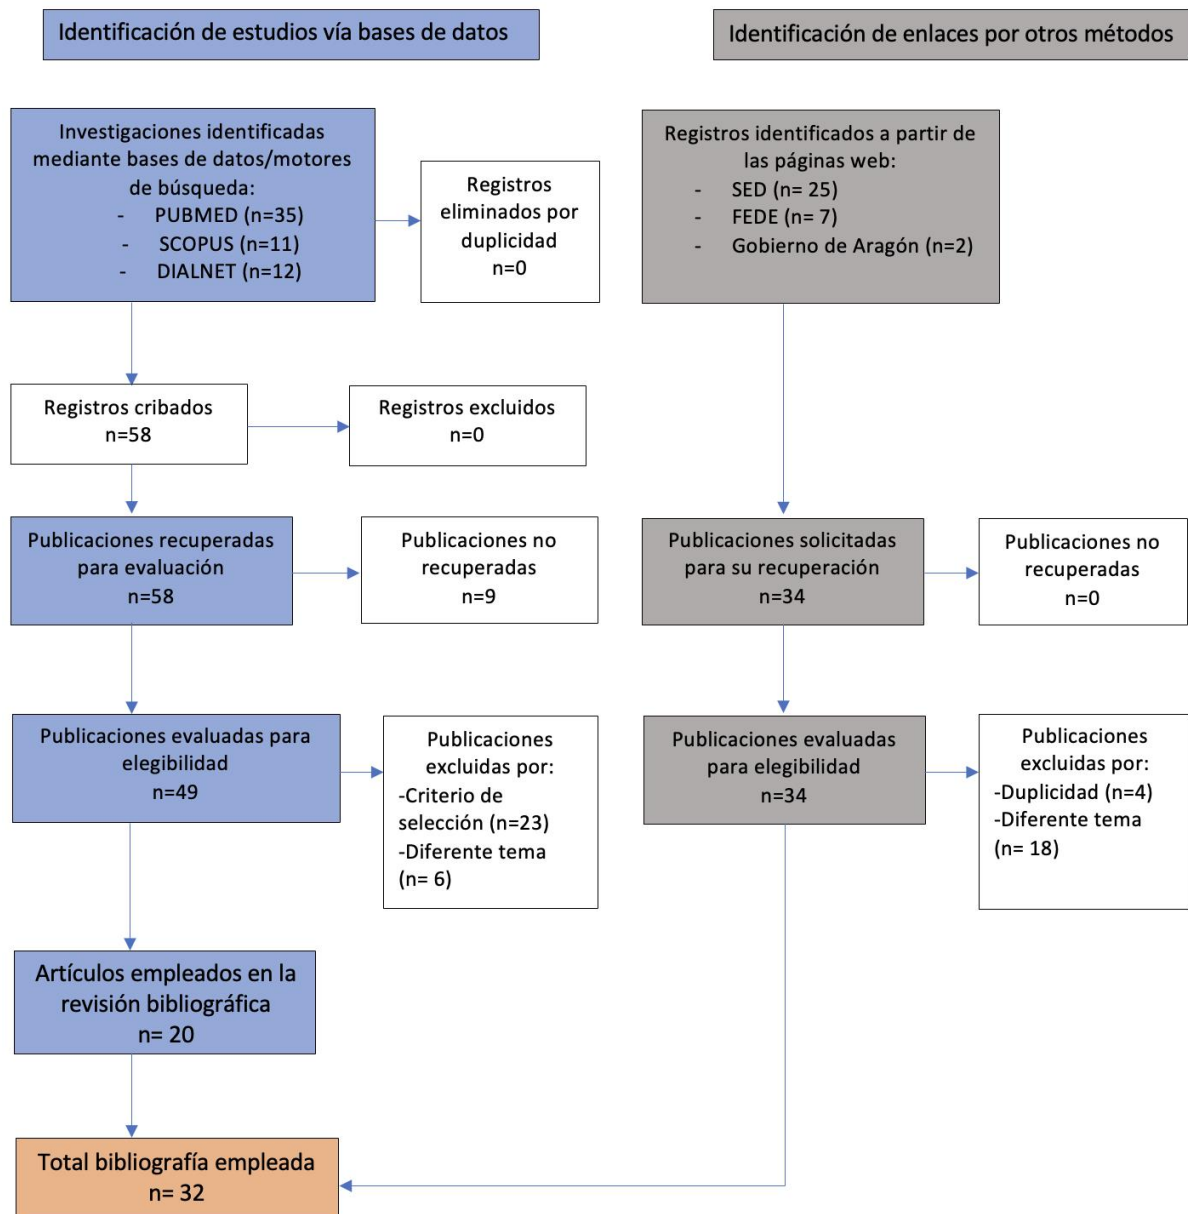 Identificación de estudios vía bases de datos
Identificación de enlaces por otros métodos
Investigaciones identificadas
mediante bases de datos/motores
de búsqueda:
- PUBMED (n=35)
- SCOPUS (n=11)
- DIALNET (n=12)
Registros
eliminados por
duplicidad
n=0
Registros identificados a partir de
las páginas web:
- SED (n= 25)
- FEDE (n= 7)
- Gobierno de Aragón (n=2)
Registros cribados
n=58
Registros excluidos
n=0
Publicaciones recuperadas
para evaluación
n=58
Publicaciones no
recuperadas
n=9
Publicaciones solicitadas
para su recuperación
n=34
Publicaciones no
recuperadas
n=0
Publicaciones evaluadas para
elegibilidad
n=49
Publicaciones
excluidas por:
-Criterio de
selección (n=23)
-Diferente tema
(n= 6)
Publicaciones evaluadas
para elegibilidad
n=34
Publicaciones
excluidas por:
-Duplicidad (n=4)
-Diferente tema
(n= 18)
Artículos empleados en la
revisión bibliográfica
n= 20
Total bibliografía empleada
n= 32